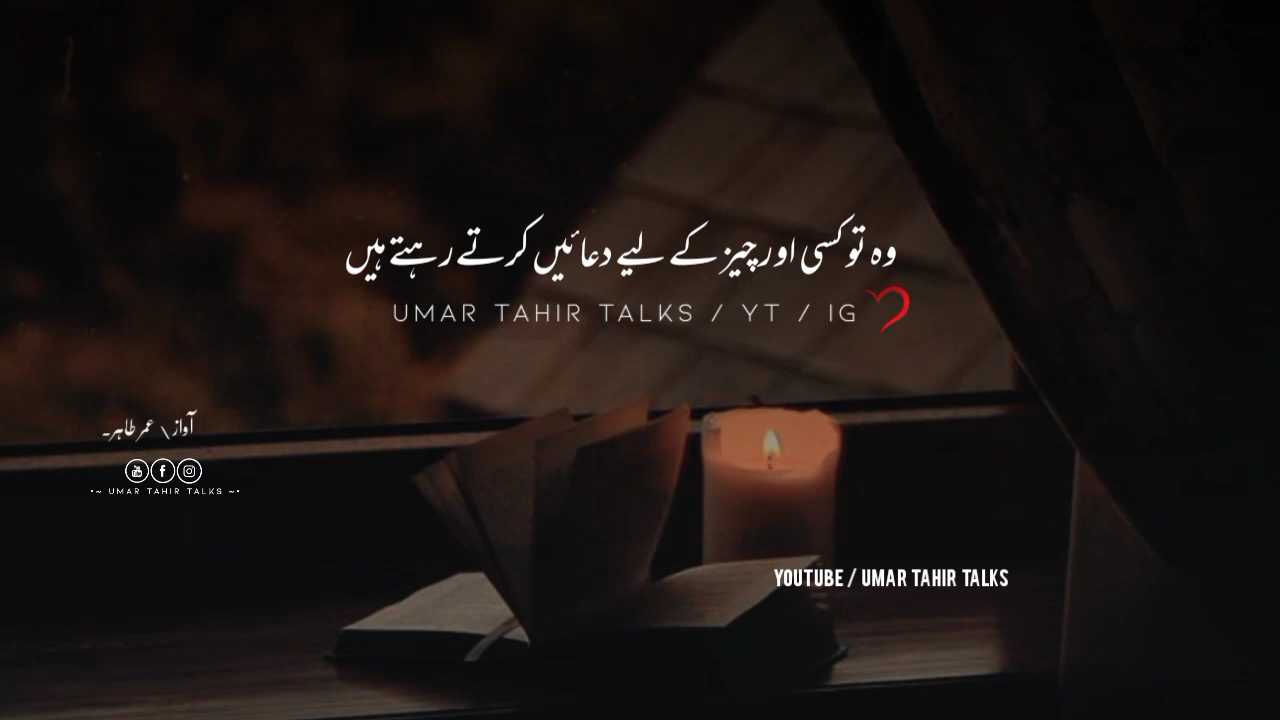 وہ تو کسی اور چیز کے لیے دعائیں کرتے رہتے ہیں
UMAR TAHIR TALKS / YT / IG
آواز \ عمر طاہر۔
•~ UMAR TAHIR TALKS ~•
YOUTUBE / UMAR TAHIR TALKS